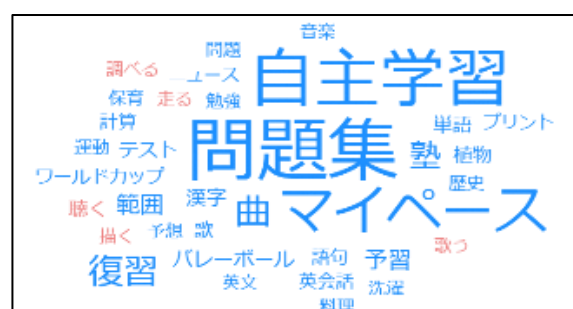 音楽
問題
自主学習
調べる
ニュース
保育 走る 勉強
計算
単語 プリント
問題集
運動 テスト
塾 植物
ワールドカップ
歴史
聴く 範囲 漢字 曲 マイペース
描く 予想 歌
歌う
復習 バレーボール 語句 予習
英文 英会話 洗濯
料理